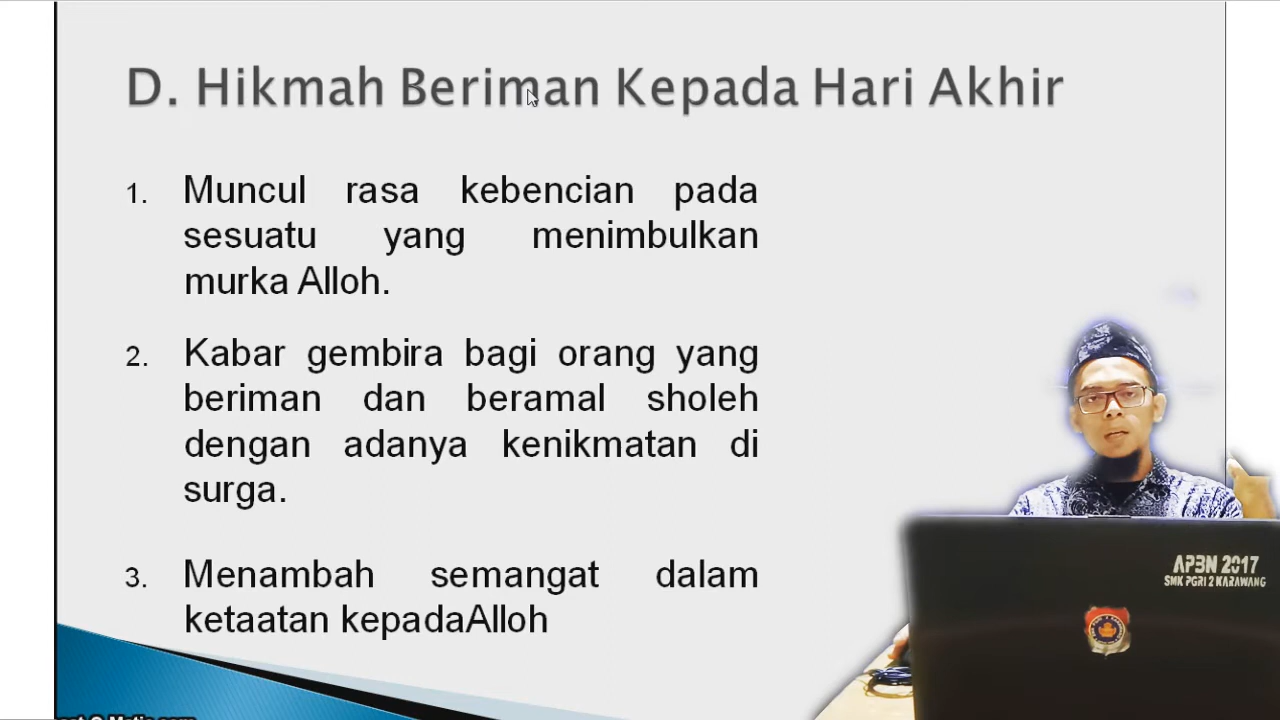 D. Hikmah Beriman Kepada Hari Akhir
1. Muncul rasa kebencian pada
sesuatu yang menimbulkan
murka Alloh.
2. Kabar gembira bagi orang yang
beriman dan beramal sholeh
dengan adanya kenikmatan di
surga.
3. Menambah semangat dalam
ketaatan kepadaAlloh
APBN 2017
SMK PGRI 2 KARAWANG